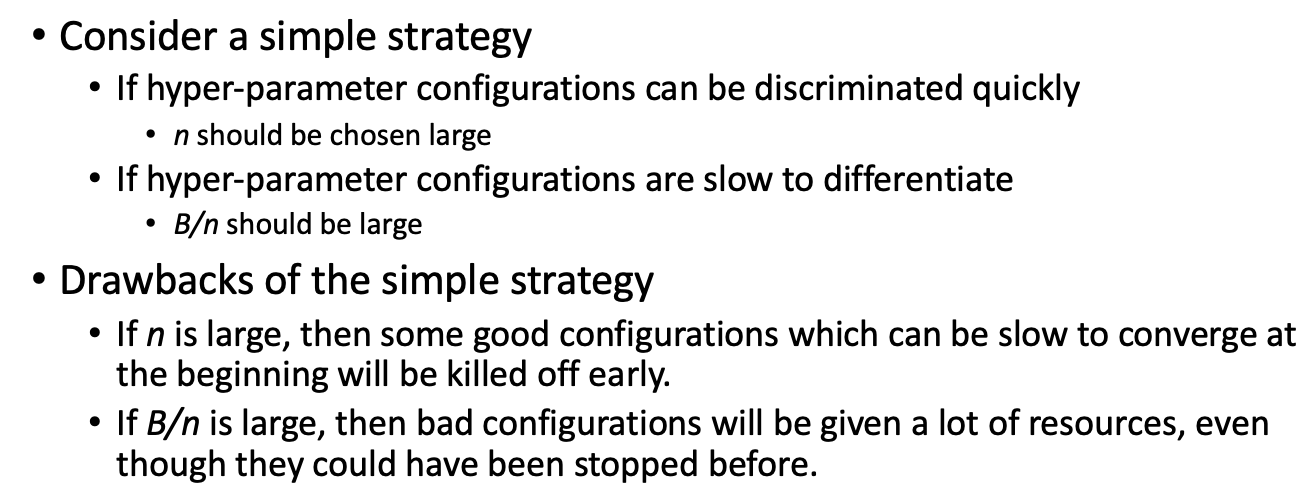 • Consider a simple strategy
• If hyper-parameter configurations can be discriminated quickly
• n should be chosen large
• If hyper-parameter configurations are slow to differentiate
• B/n should be large
• Drawbacks of the simple strategy
• If n is large, then some good configurations which can be slow to converge at
the beginning will be killed off early.
• If B/n is large, then bad configurations will be given a lot of resources, even
though they could have been stopped before.